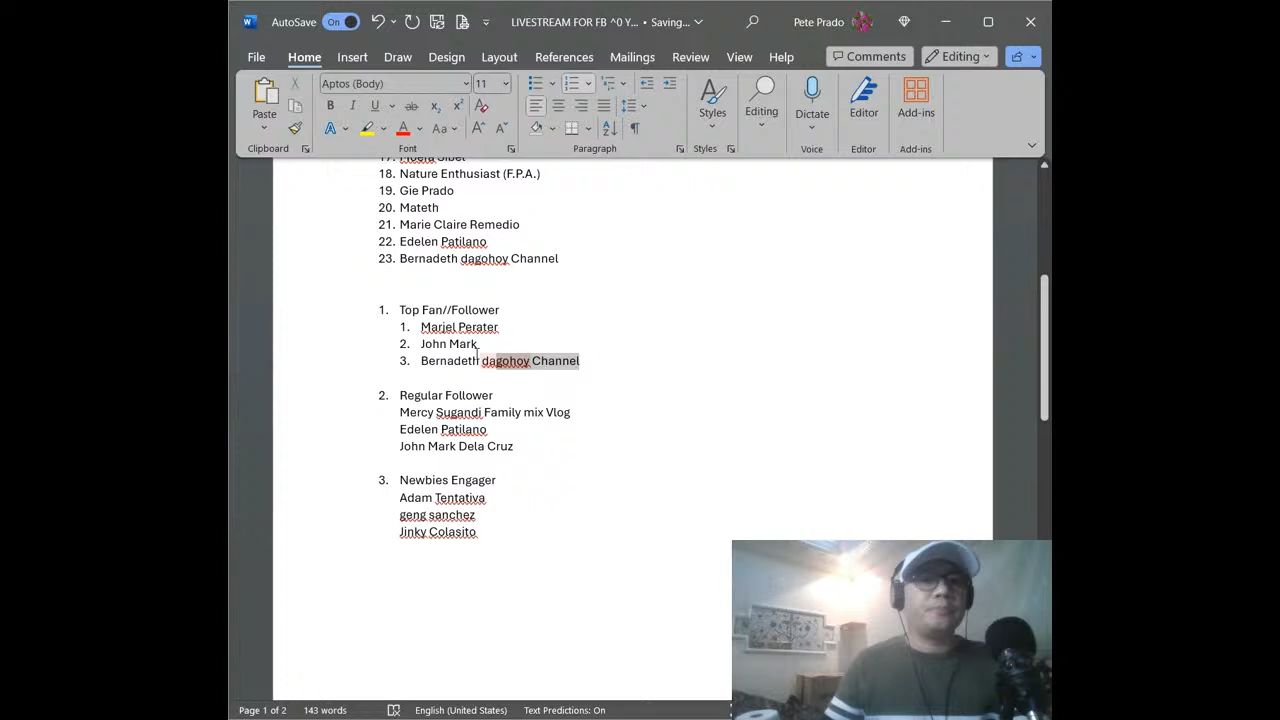 AutoSave On LIVESTREAM FOR FB ^0 Y... • Saving... Pete Prado
File Home Insert Draw Design Layout References Mailings Review View Help Comments Editing
Aptos (Body) 11
Paste B I U ab x₂ x² Styles Editing Dictate Editor Add-ins
A A Aa A A
Clipboard Font Paragraph Styles Voice Editor Add-ins
18. Nature Enthusiast (F.P.A.)
19. Gie Prado
20. Mateth
21. Marie Claire Remedio
22. Edelen Patilano
23. Bernadeth dagohoy Channel
1. Top Fan//Follower
1. Marjel Perater
2. John Mark
3. Bernadeth dagohoy Channel
2. Regular Follower
Mercy Sugandi Family mix Vlog
Edelen Patilano
John Mark Dela Cruz
3. Newbies Engager
Adam Tentativa
geng sanchez
Jinky Colasito
Page 1 of 2 143 words English (United States) Text Predictions: On